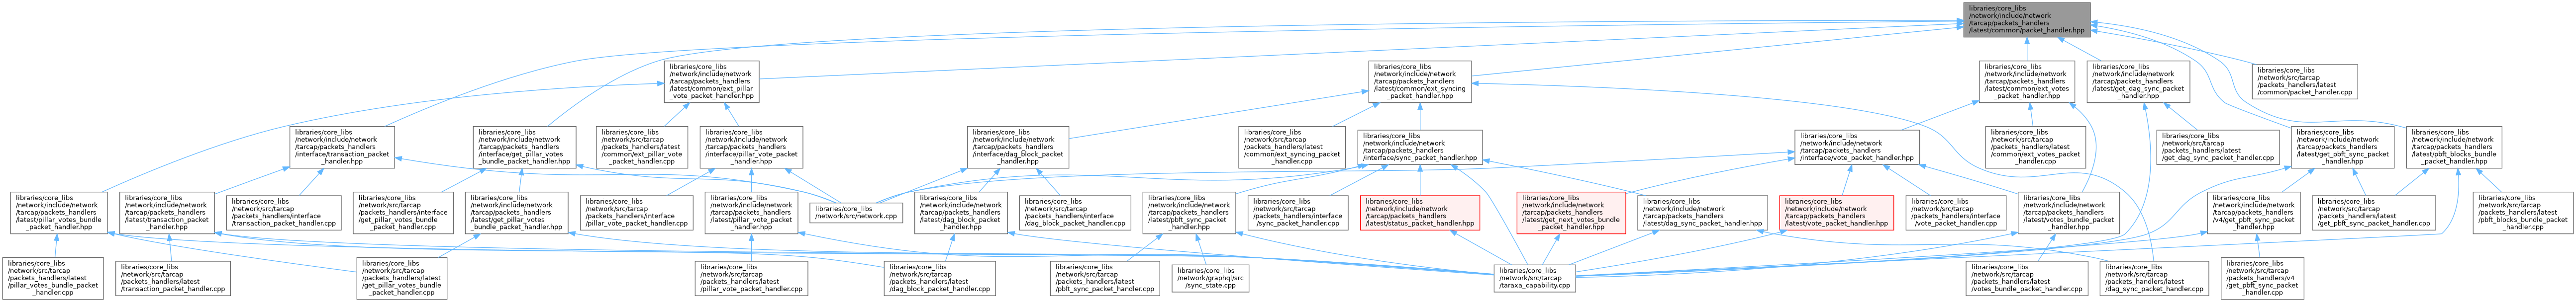 libraries/core_libs
/network/include/network
/tarcap/packets_handlers
/latest/common/packet_handler.hpp
libraries/core_libs
/network/include/network
/tarcap/packets_handlers
/latest/common/ext_pillar
_vote_packet_handler.hpp
libraries/core_libs
/network/include/network
/tarcap/packets_handlers
/latest/common/ext_syncing
_packet_handler.hpp
libraries/core_libs
/network/include/network
/tarcap/packets_handlers
/latest/common/ext_votes
_packet_handler.hpp
libraries/core_libs
/network/include/network
/tarcap/packets_handlers
/latest/get_dag_sync_packet
_handler.hpp
libraries/core_libs
/network/src/tarcap
/packets_handlers/latest
/common/packet_handler.cpp
libraries/core_libs
/network/include/network
/tarcap/packets_handlers
/interface/transaction_packet
_handler.hpp
libraries/core_libs
/network/include/network
/tarcap/packets_handlers
/interface/get_pillar_votes
_bundle_packet_handler.hpp
libraries/core_libs
/network/src/tarcap
/packets_handlers/latest
/common/ext_pillar_vote
_packet_handler.cpp
libraries/core_libs
/network/include/network
/tarcap/packets_handlers
/interface/pillar_vote_packet
_handler.hpp
libraries/core_libs
/network/include/network
/tarcap/packets_handlers
/interface/dag_block_packet
_handler.hpp
libraries/core_libs
/network/src/tarcap
/packets_handlers/latest
/common/ext_syncing_packet
_handler.cpp
libraries/core_libs
/network/include/network
/tarcap/packets_handlers
/interface/sync_packet_handler.hpp
libraries/core_libs
/network/include/network
/tarcap/packets_handlers
/interface/vote_packet_handler.hpp
libraries/core_libs
/network/src/tarcap
/packets_handlers/latest
/common/ext_votes_packet
_handler.cpp
libraries/core_libs
/network/src/tarcap
/packets_handlers/latest
/get_dag_sync_packet_handler.cpp
libraries/core_libs
/network/include/network
/tarcap/packets_handlers
/latest/get_pbft_sync_packet
_handler.hpp
libraries/core_libs
/network/include/network
/tarcap/packets_handlers
/latest/pbft_blocks_bundle
_packet_handler.hpp
libraries/core_libs
/network/include/network
/tarcap/packets_handlers
/latest/pillar_votes_bundle
_packet_handler.hpp
libraries/core_libs
/network/include/network
/tarcap/packets_handlers
/latest/transaction_packet
_handler.hpp
libraries/core_libs
/network/src/tarcap
/packets_handlers/interface
/transaction_packet_handler.cpp
libraries/core_libs
/network/src/tarcap
/packets_handlers/interface
/get_pillar_votes_bundle
_packet_handler.cpp
libraries/core_libs
/network/include/network
/tarcap/packets_handlers
/latest/get_pillar_votes
_bundle_packet_handler.hpp
libraries/core_libs
/network/src/tarcap
/packets_handlers/interface
/pillar_vote_packet_handler.cpp
libraries/core_libs
/network/include/network
/tarcap/packets_handlers
/latest/pillar_vote_packet
_handler.hpp
libraries/core_libs
/network/src/network.cpp
libraries/core_libs
/network/include/network
/tarcap/packets_handlers
/latest/dag_block_packet
_handler.hpp
libraries/core_libs
/network/src/tarcap
/packets_handlers/interface
/dag_block_packet_handler.cpp
libraries/core_libs
/network/include/network
/tarcap/packets_handlers
/latest/pbft_sync_packet
_handler.hpp
libraries/core_libs
/network/src/tarcap
/packets_handlers/interface
/sync_packet_handler.cpp
libraries/core_libs
/network/include/network
/tarcap/packets_handlers
/latest/status_packet_handler.hpp
libraries/core_libs
/network/include/network
/tarcap/packets_handlers
/latest/get_next_votes_bundle
_packet_handler.hpp
libraries/core_libs
/network/include/network
/tarcap/packets_handlers
/latest/dag_sync_packet_handler.hpp
libraries/core_libs
/network/include/network
/tarcap/packets_handlers
/latest/vote_packet_handler.hpp
libraries/core_libs
/network/src/tarcap
/packets_handlers/interface
/vote_packet_handler.cpp
libraries/core_libs
/network/include/network
/tarcap/packets_handlers
/latest/votes_bundle_packet
_handler.hpp
libraries/core_libs
/network/include/network
/tarcap/packets_handlers
/v4/get_pbft_sync_packet
_handler.hpp
libraries/core_libs
/network/src/tarcap
/packets_handlers/latest
/get_pbft_sync_packet_handler.cpp
libraries/core_libs
/network/src/tarcap
/packets_handlers/latest
/pbft_blocks_bundle_packet
_handler.cpp
libraries/core_libs
/network/src/tarcap
/packets_handlers/latest
/pillar_votes_bundle_packet
_handler.cpp
libraries/core_libs
/network/src/tarcap
/packets_handlers/latest
/transaction_packet_handler.cpp
libraries/core_libs
/network/src/tarcap
/packets_handlers/latest
/get_pillar_votes_bundle
_packet_handler.cpp
libraries/core_libs
/network/src/tarcap
/packets_handlers/latest
/pillar_vote_packet_handler.cpp
libraries/core_libs
/network/src/tarcap
/packets_handlers/latest
/dag_block_packet_handler.cpp
libraries/core_libs
/network/src/tarcap
/packets_handlers/latest
/pbft_sync_packet_handler.cpp
libraries/core_libs
/network/graphql/src
/sync_state.cpp
libraries/core_libs
/network/src/tarcap
/taraxa_capability.cpp
libraries/core_libs
/network/src/tarcap
/packets_handlers/latest
/votes_bundle_packet_handler.cpp
libraries/core_libs
/network/src/tarcap
/packets_handlers/latest
/dag_sync_packet_handler.cpp
libraries/core_libs
/network/src/tarcap
/packets_handlers/v4
/get_pbft_sync_packet
_handler.cpp